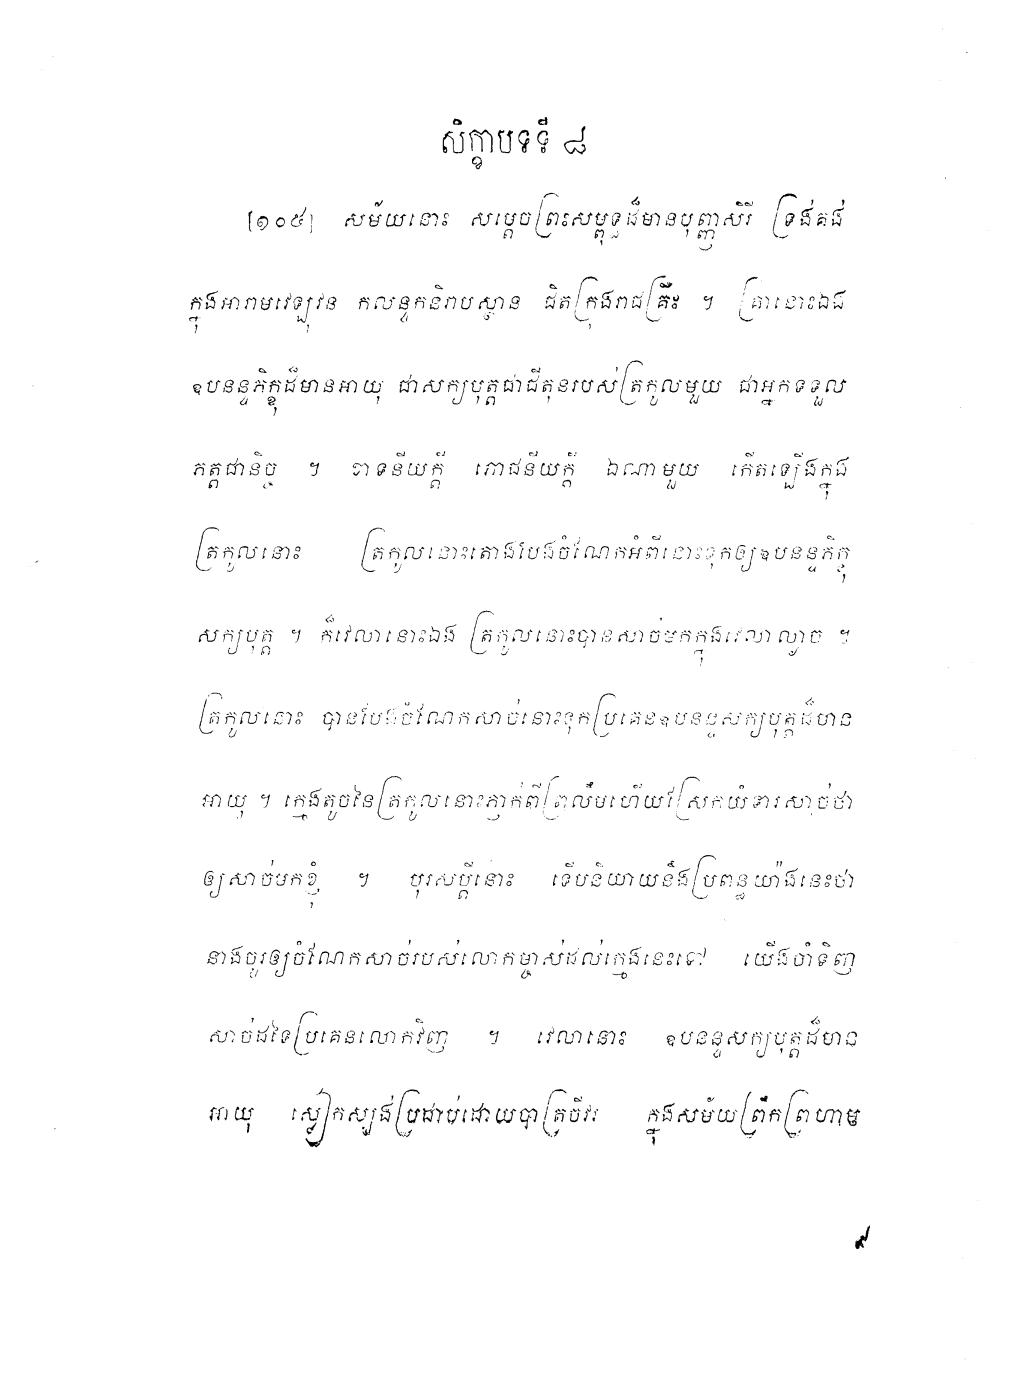 សិក្ខាបទទី ៨
[១០៥] សម័យនោះ សម្តេចព្រះសម្ពុទ្ធដ៏មានបុញ្ញសិរី ទ្រង់គង់
ក្នុងអារាមវេឡុវន កលន្ទកនិវាបស្ថាន ជិតក្រុងរាជគ្រឹះ ។ គ្រានោះឯង
ឧបនន្ទភិក្ខុដ៏មានអាយុ ជាសក្យបុត្តជាជីតុនរបស់ត្រកូលមួយ ជាអ្នកទទួល
ភត្តជានិច្ច ។ ខាទនីយក្តី ភោជនីយក្តី ឯណាមួយ កើតឡើងក្នុង
ត្រកូលនោះ ត្រកូលនោះតោងបែងចំណែកអំពីនោះទុកឲ្យឧបនន្ទភិក្ខុ
សក្យបុត្ត ។ ក៏វេលានោះឯង ត្រកូលនោះបានសាច់មកក្នុងវេលាល្ងាច ។
ត្រកូលនោះ បានបែងចំណែកសាច់នោះទុកប្រគេនឧបនន្ទសក្យបុត្តដ៏មាន
អាយុ ។ ក្មេងតូចនៃត្រកូលនោះភ្ញាក់ពីព្រលឹមហើយស្រែកយំទារសាច់ថា
ឲ្យសាច់មកខ្ញុំ ។ បុរសប្តីនោះ ទើបនិយាយនឹងប្រពន្ធយ៉ាងនេះថា
នាងចូរឲ្យចំណែកសាច់របស់លោកម្ចាស់ដល់ក្មេងនេះទៅ យើងចាំទិញ
សាច់ដទៃប្រគេនលោកវិញ ។ វេលានោះ ឧបនន្ទសក្យបុត្តដ៏មាន
អាយុ ស្លៀកស្បង់ប្រដាប់ដោយបាត្រចីវរ ក្នុងសម័យព្រឹកព្រហាម
៩